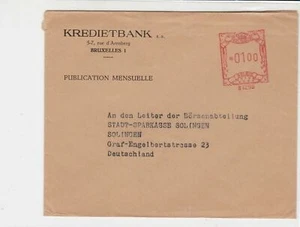 KREDIETBANK s.a.
5-7, rue d'Arenberg
BRUXELLES 1
=0100
PUBLICATION MENSUELLE
An den Leiter der Börsenabteilung
STADT-SPARKASSE SOLINGEN
SOLINGEN
Graf-Engelbertstrasse 23
Deutschland